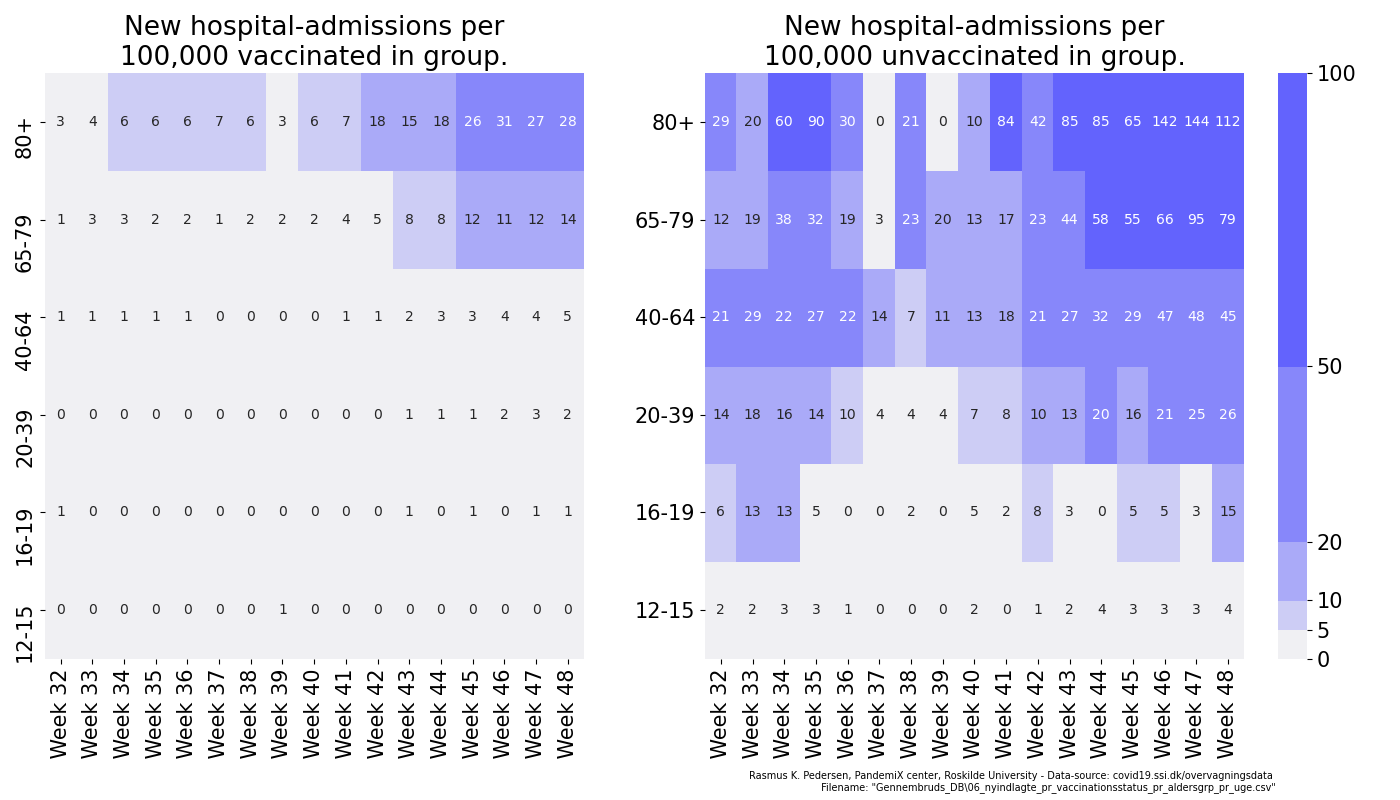 New hospital-admissions per
100,000 vaccinated in group.
80+ 3 4 6 6 6 7 6 3 6 7 18 15 18 26 31 27 28
65-79 1 3 3 2 2 1 2 2 2 4 5 8 8 12 11 12 14
40-64 1 1 1 1 1 0 0 0 0 1 1 2 3 3 4 4 5
20-39 0 0 0 0 0 0 0 0 0 0 0 1 1 1 2 3 2
16-19 1 0 0 0 0 0 0 0 0 0 0 1 0 1 0 1 1
12-15 0 0 0 0 0 0 0 1 0 0 0 0 0 0 0 0 0
Week 32 Week 33 Week 34 Week 35 Week 36 Week 37 Week 38 Week 39 Week 40 Week 41 Week 42 Week 43 Week 44 Week 45 Week 46 Week 47 Week 48
New hospital-admissions per
100,000 unvaccinated in group.
80+ 29 20 60 90 30 0 21 0 10 84 42 85 85 65 142 144 112
65-79 12 19 38 32 19 3 23 20 13 17 23 44 58 55 66 95 79
40-64 21 29 22 27 22 14 7 11 13 18 21 27 32 29 47 48 45
20-39 14 18 16 14 10 4 4 4 7 8 10 13 20 16 21 25 26
16-19 6 13 13 5 0 0 2 0 5 2 8 3 0 5 5 3 15
12-15 2 2 3 3 1 0 0 0 2 0 1 2 4 3 3 3 4
Week 32 Week 33 Week 34 Week 35 Week 36 Week 37 Week 38 Week 39 Week 40 Week 41 Week 42 Week 43 Week 44 Week 45 Week 46 Week 47 Week 48
100
50
20
10
5
0
Rasmus K. Pedersen, PandemiX center, Roskilde University - Data-source: covid19.ssi.dk/overvagningsdata
Filename: "Gennembruds_DB\06_nyindlagte_pr_vaccinationsstatus_pr_aldersgrp_pr_uge.csv"